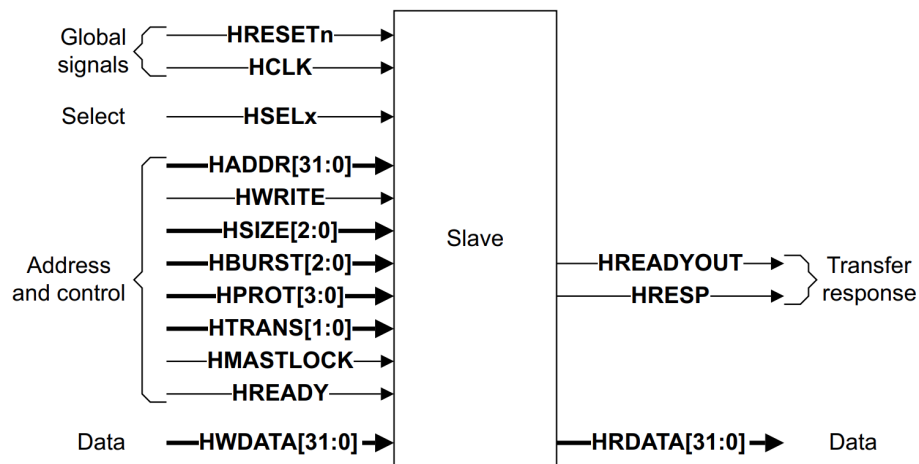 Global
signals
HRESETn
HCLK
Select
HSELx
Address
and control
HADDR[31:0]
HWRITE
HSIZE[2:0]
HBURST[2:0]
HPROT[3:0]
HTRANS[1:0]
HMASTLOCK
HREADY
Data
HWDATA[31:0]
Slave
HREADYOUT
HRESP
Transfer
response
HRDATA[31:0]
Data